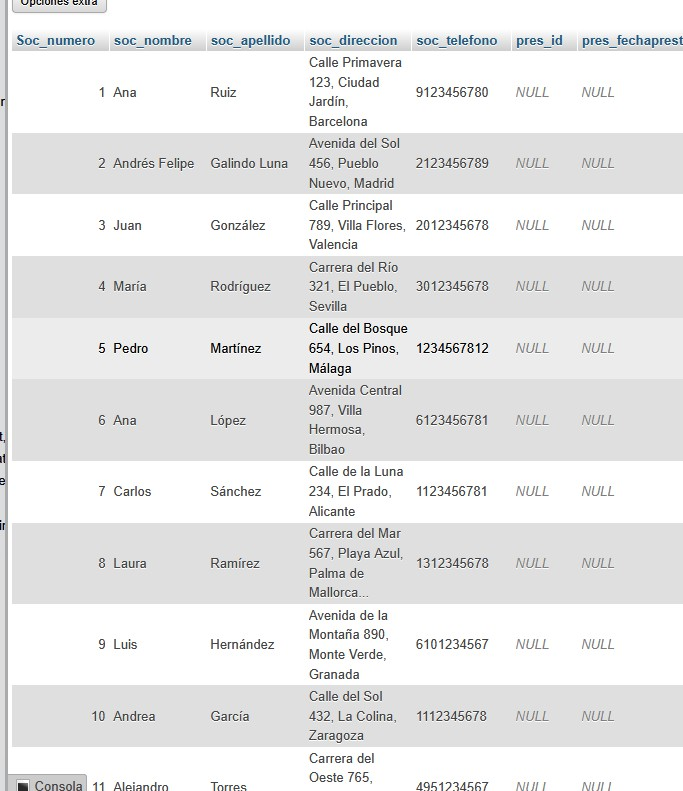 Opciones extra
Soc_numero soc_nombre soc_apellido soc_direccion soc_telefono pres_id pres_fechaprest
Calle Primavera
123, Ciudad
1 Ana Ruiz Jardín, 9123456780 NULL NULL
Barcelona
Avenida del Sol
2 Andrés Felipe Galindo Luna 456, Pueblo 2123456789 NULL NULL
Nuevo, Madrid
Calle Principal
3 Juan González 789, Villa Flores, 2012345678 NULL NULL
Valencia
Carrera del Río
4 María Rodríguez 321, El Pueblo, 3012345678 NULL NULL
Sevilla
Calle del Bosque
5 Pedro Martínez 654, Los Pinos, 1234567812 NULL NULL
Málaga
Avenida Central
987, Villa
6 Ana López Hermosa, 6123456781 NULL NULL
Bilbao
Calle de la Luna
7 Carlos Sánchez 234, El Prado, 1123456781 NULL NULL
Alicante
Carrera del Mar
567, Playa Azul,
8 Laura Ramírez Palma de 1312345678 NULL NULL
Mallorca...
Avenida de la
Montaña 890,
9 Luis Hernández Monte Verde, 6101234567 NULL NULL
Granada
Calle del Sol
10 Andrea García 432, La Colina, 1112345678 NULL NULL
Zaragoza
Carrera del
Oeste 765,
Consola 11 Alejandro Torres 4951234567 NULL NULL